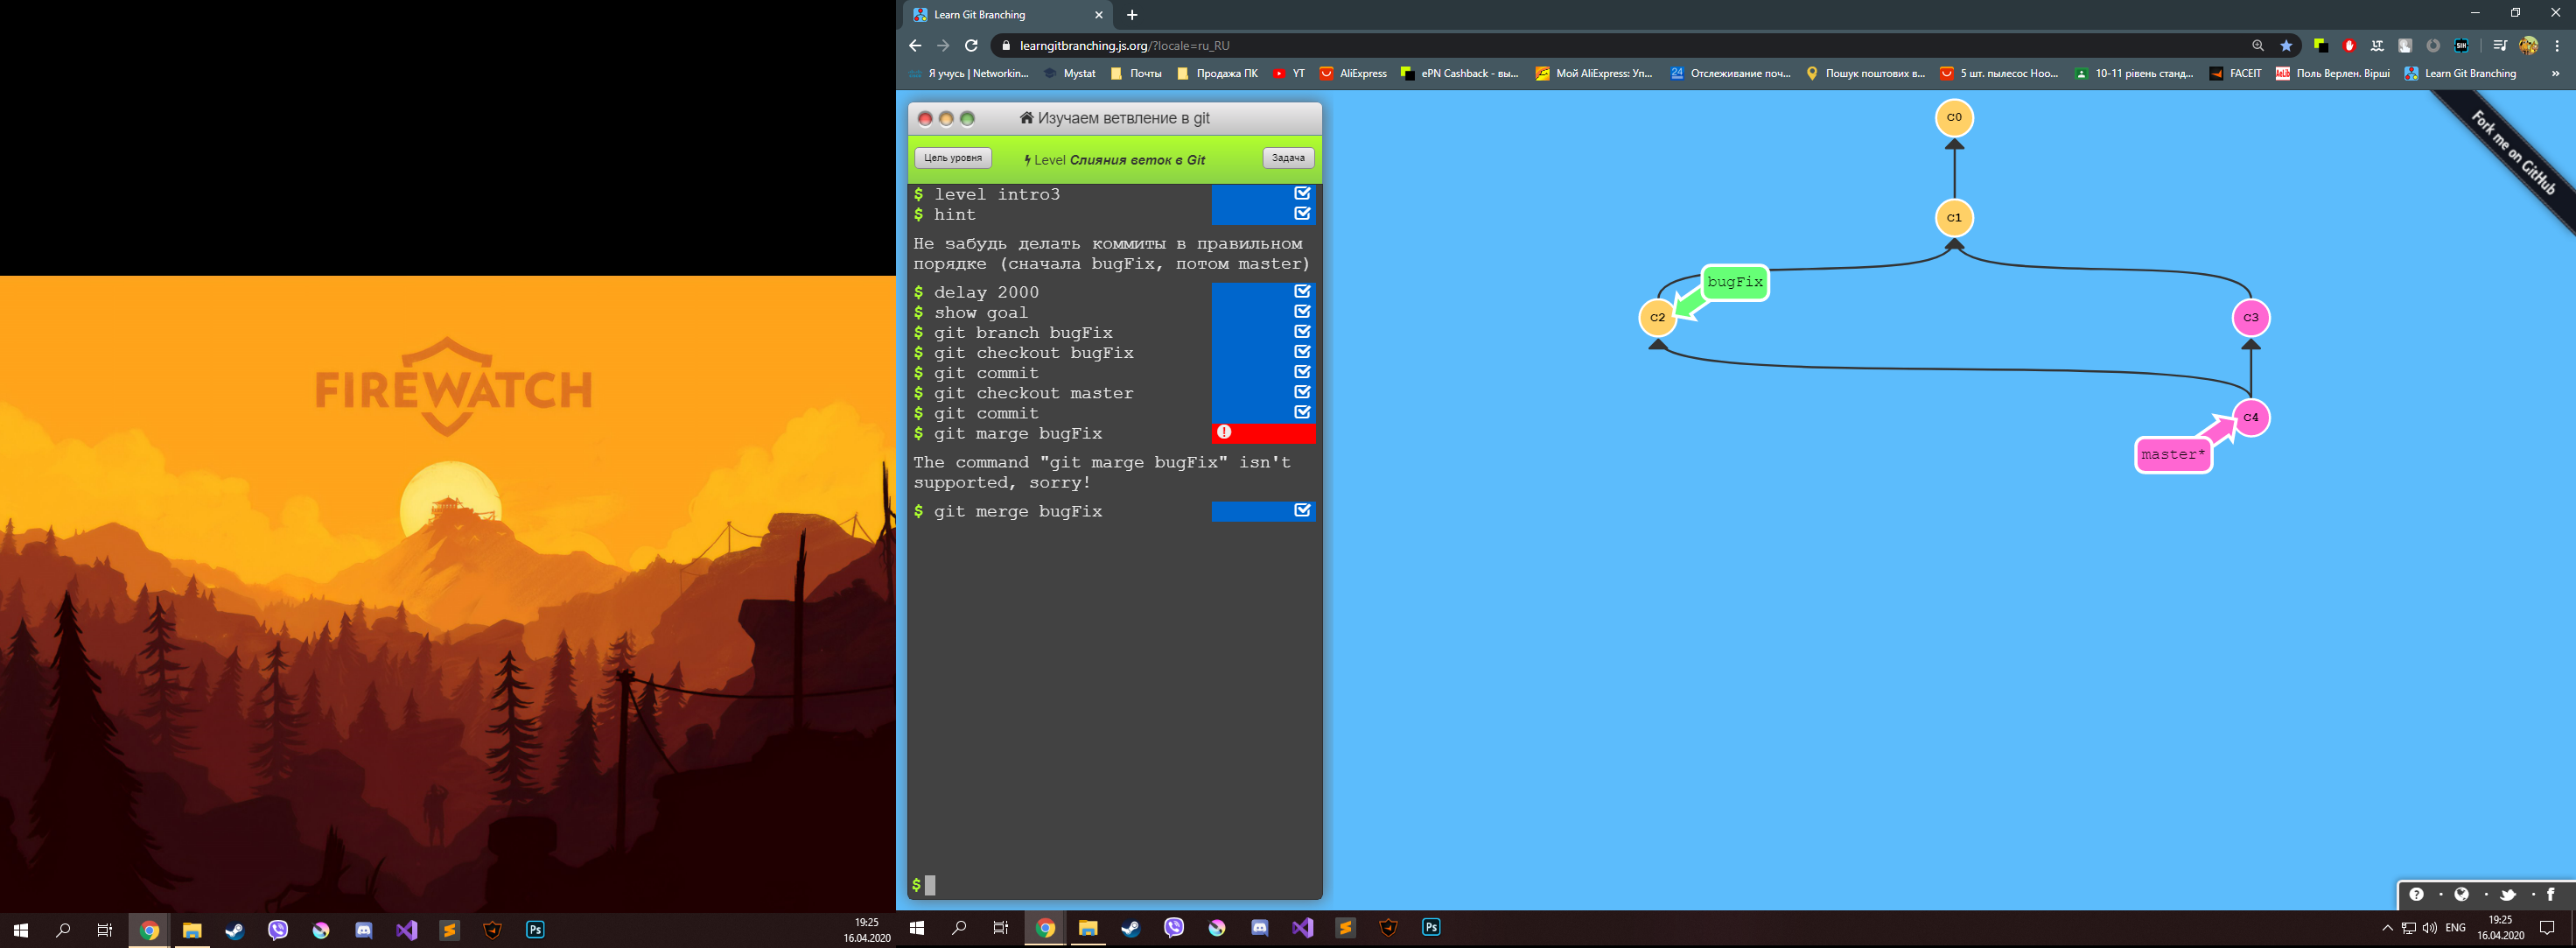 FIREWATCH
19:25
16.04.2020
Learn Git Branching
learngitbranching.js.org/?locale=ru_RU
Я учусь | Networkin...
Mystat
Почты
Продажа ПК
YT
AliExpress
ePN Cashback - вы...
Мой AliExpress: Уп...
24
Отслеживание поч...
Пошук поштових в...
5 шт. пылесос Hoo...
10-11 рівень станд...
FACEIT
Поль Верлен. Вірші
Learn Git Branching
»
Изучаем ветвление в git
Цель уровня
Level Слияния веток в Git
Задача
$ level intro3
$ hint
Не забудь делать коммиты в правильном
порядке (сначала bugFix, потом master)
$ delay 2000
$ show goal
$ git branch bugFix
$ git checkout bugFix
$ git commit
$ git checkout master
$ git commit
$ git marge bugFix
The command "git marge bugFix" isn't
supported, sorry!
$ git merge bugFix
$
c0
c1
bugFix
c2
c3
c4
master*
Fork me on GitHub
Ps
Ps
ENG
19:25
16.04.2020